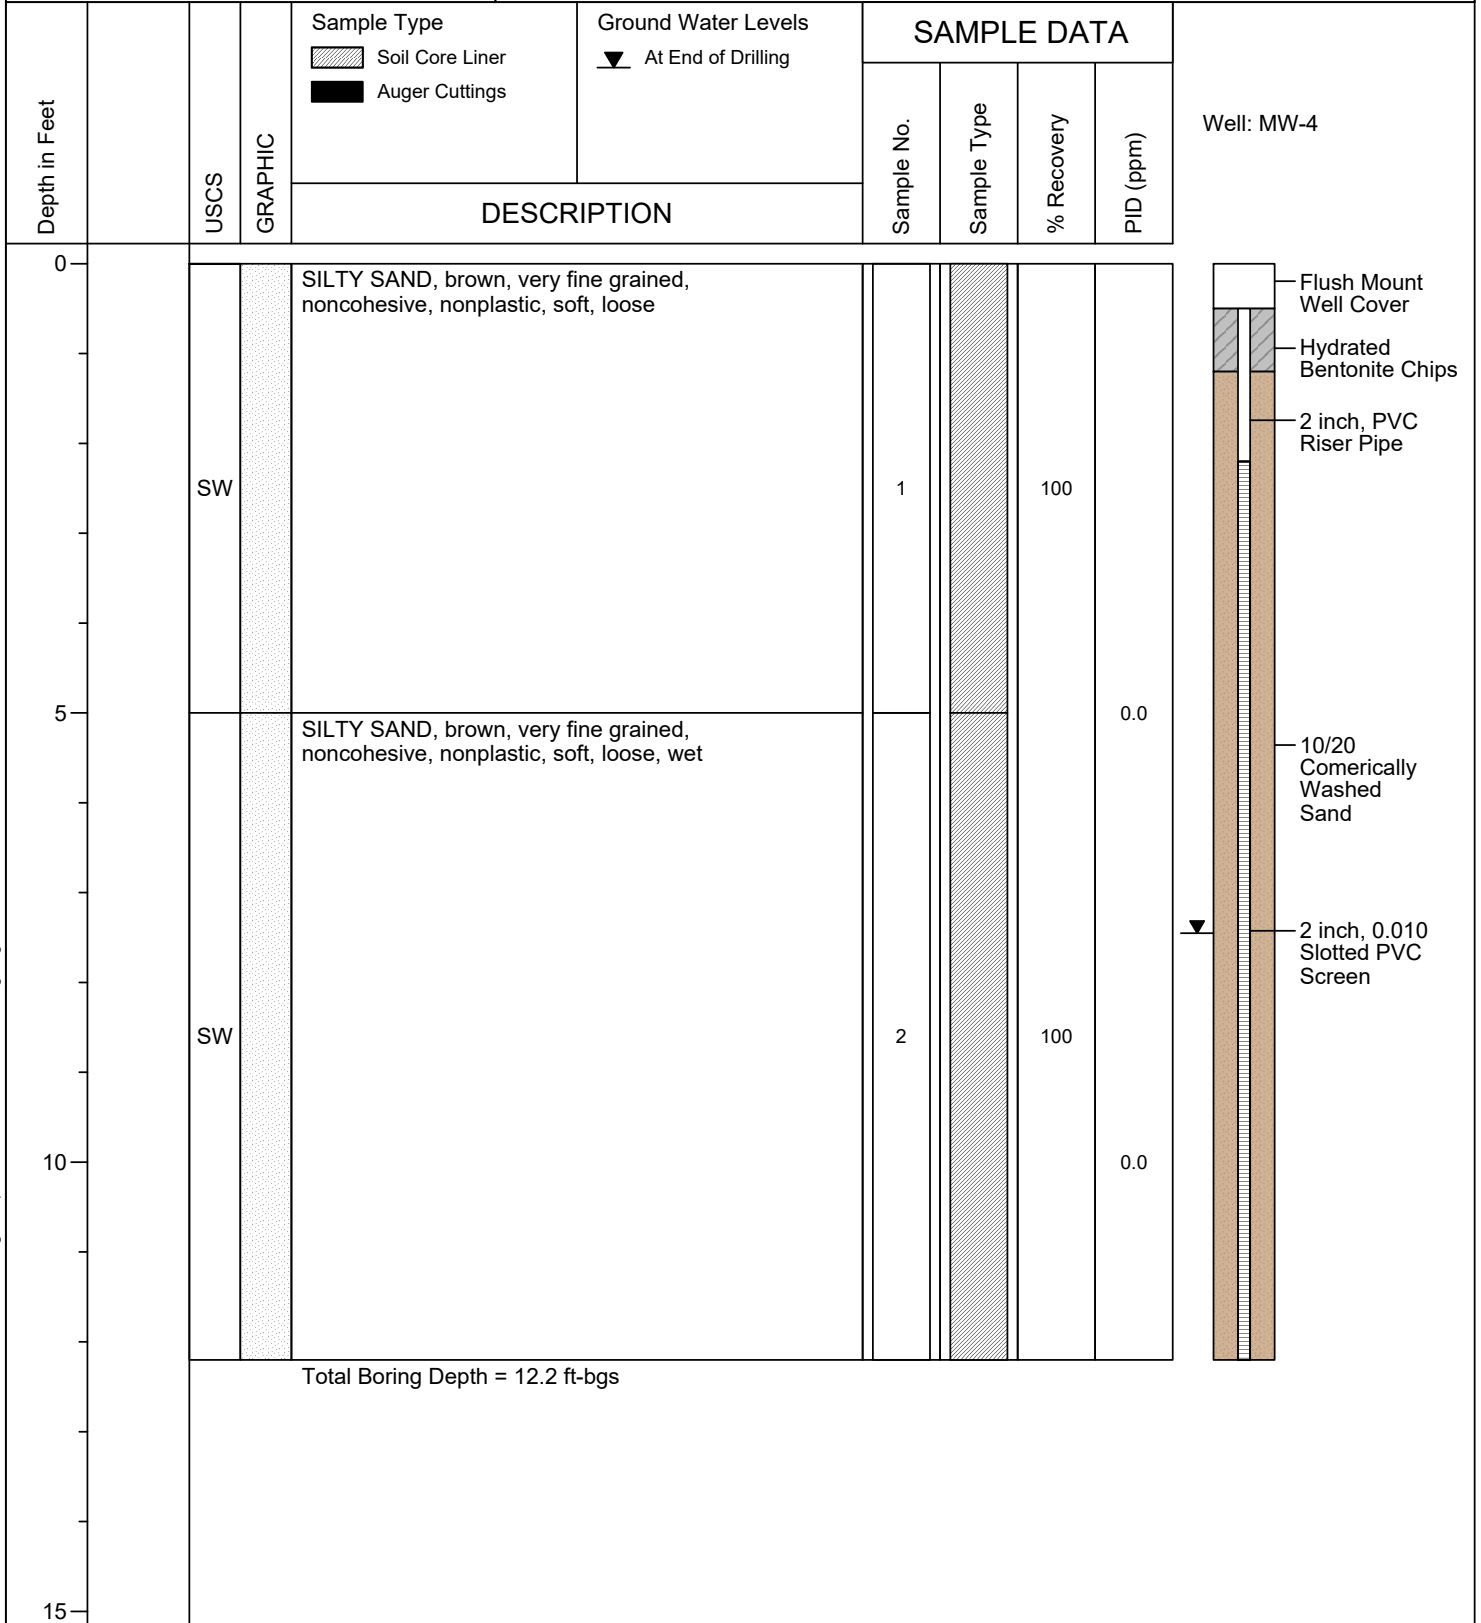 Sample Type
Soil Core Liner
Auger Cuttings
Ground Water Levels
At End of Drilling
SAMPLE DATA
Depth in Feet
USCS
GRAPHIC
DESCRIPTION
Sample No.
Sample Type
% Recovery
PID (ppm)
Well: MW-4
0
SILTY SAND, brown, very fine grained,
noncohesive, nonplastic, soft, loose
Flush Mount
Well Cover
Hydrated
Bentonite Chips
2 inch, PVC
Riser Pipe
SW
1
100
5
SILTY SAND, brown, very fine grained,
noncohesive, nonplastic, soft, loose, wet
0.0
10/20
Comerically
Washed
Sand
2 inch, 0.010
Slotted PVC
Screen
SW
2
100
10
0.0
Total Boring Depth = 12.2 ft-bgs
15